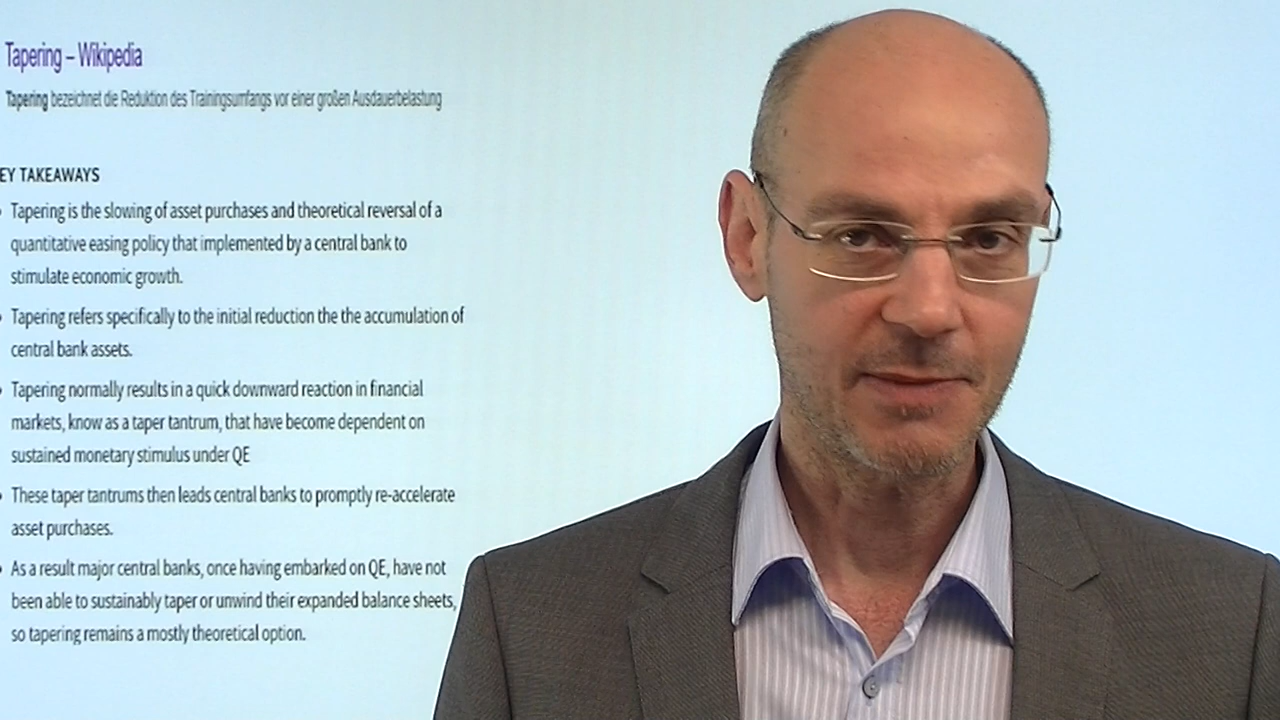 Tapering – Wikipedia
Tapering bezeichnet die Reduktion des Trainingsumfangs vor einer großen Ausdauerbelastung
EY TAKEAWAYS
Tapering is the slowing of asset purchases and theoretical reversal of a
quantitative easing policy that implemented by a central bank to
stimulate economic growth.
Tapering refers specifically to the initial reduction the the accumulation of
central bank assets.
Tapering normally results in a quick downward reaction in financial
markets, know as a taper tantrum, that have become dependent on
sustained monetary stimulus under QE
These taper tantrums then leads central banks to promptly re-accelerate
asset purchases.
As a result major central banks, once having embarked on QE, have not
been able to sustainably taper or unwind their expanded balance sheets,
so tapering remains a mostly theoretical option.